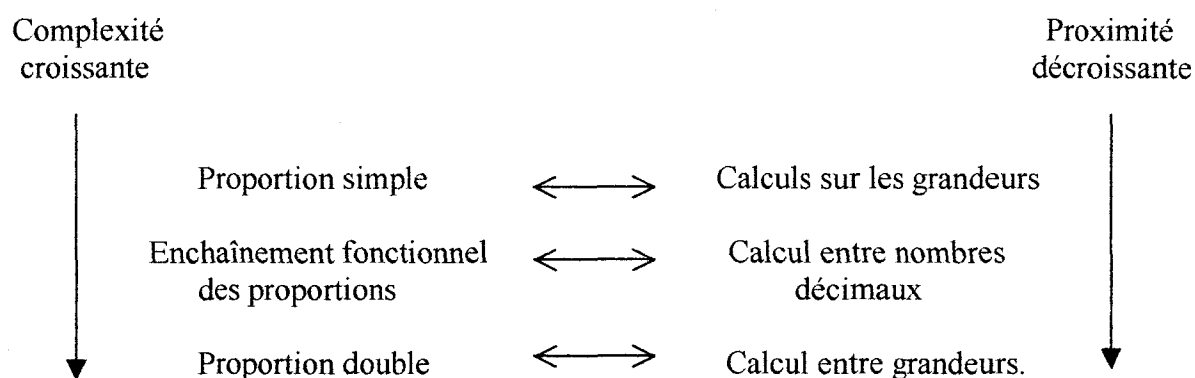 Complexité
croissante
Proximité
décroissante
Proportion simple
Calculs sur les grandeurs
Enchaînement fonctionnel
des proportions
Calcul entre nombres
décimaux
Proportion double
Calcul entre grandeurs.